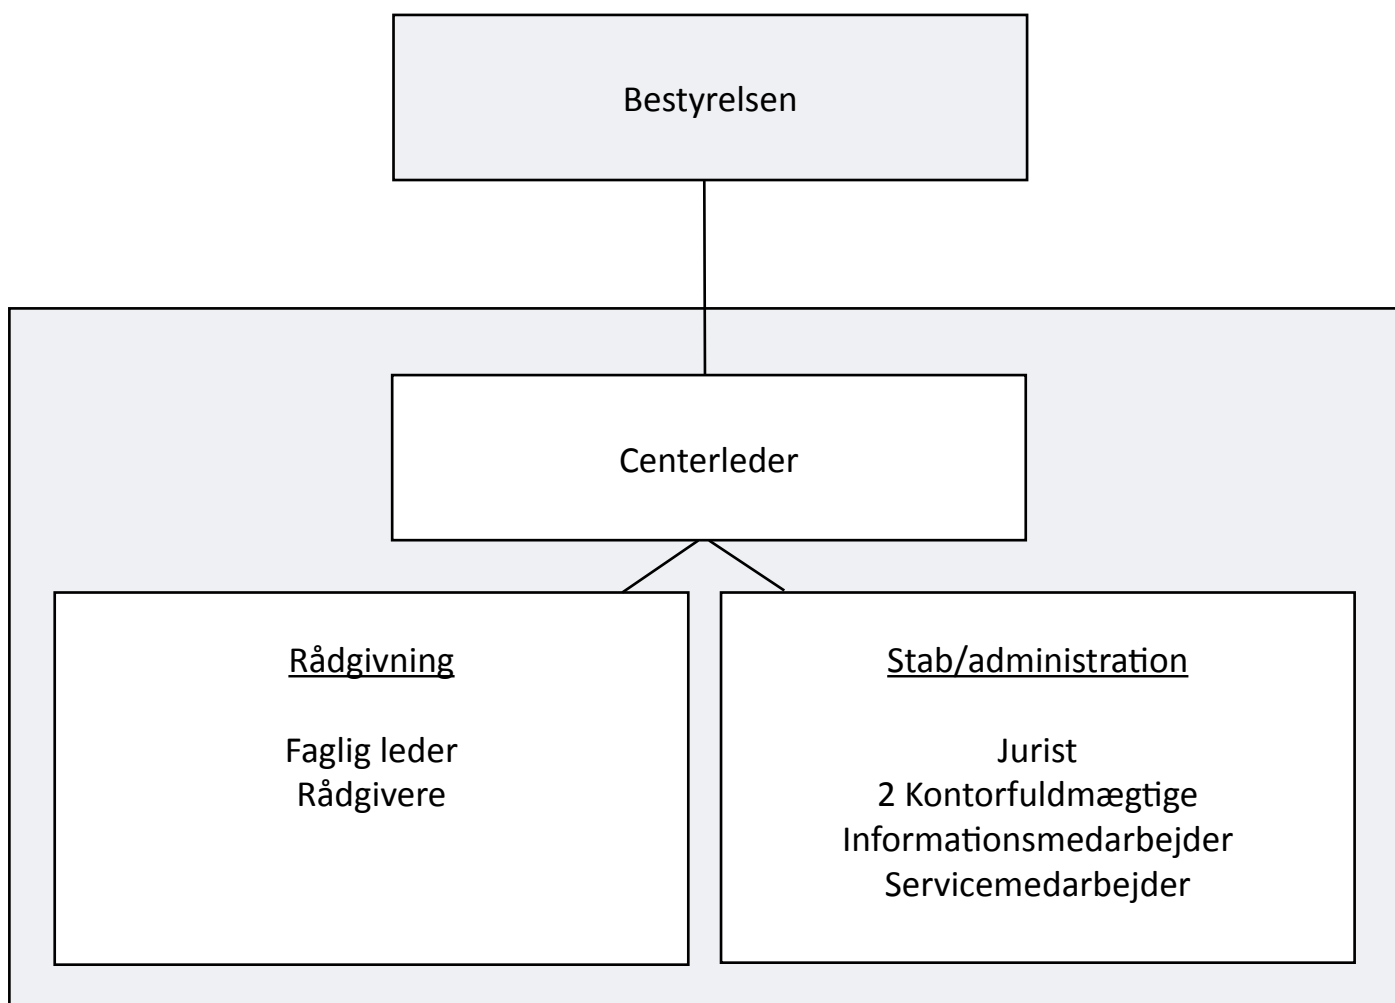 Bestyrelsen
Centerleder
Rådgivning
Faglig leder
Rådgivere
Stab/administration
Jurist
2 Kontorfuldmægtige
Informationsmedarbejder
Servicemedarbejder